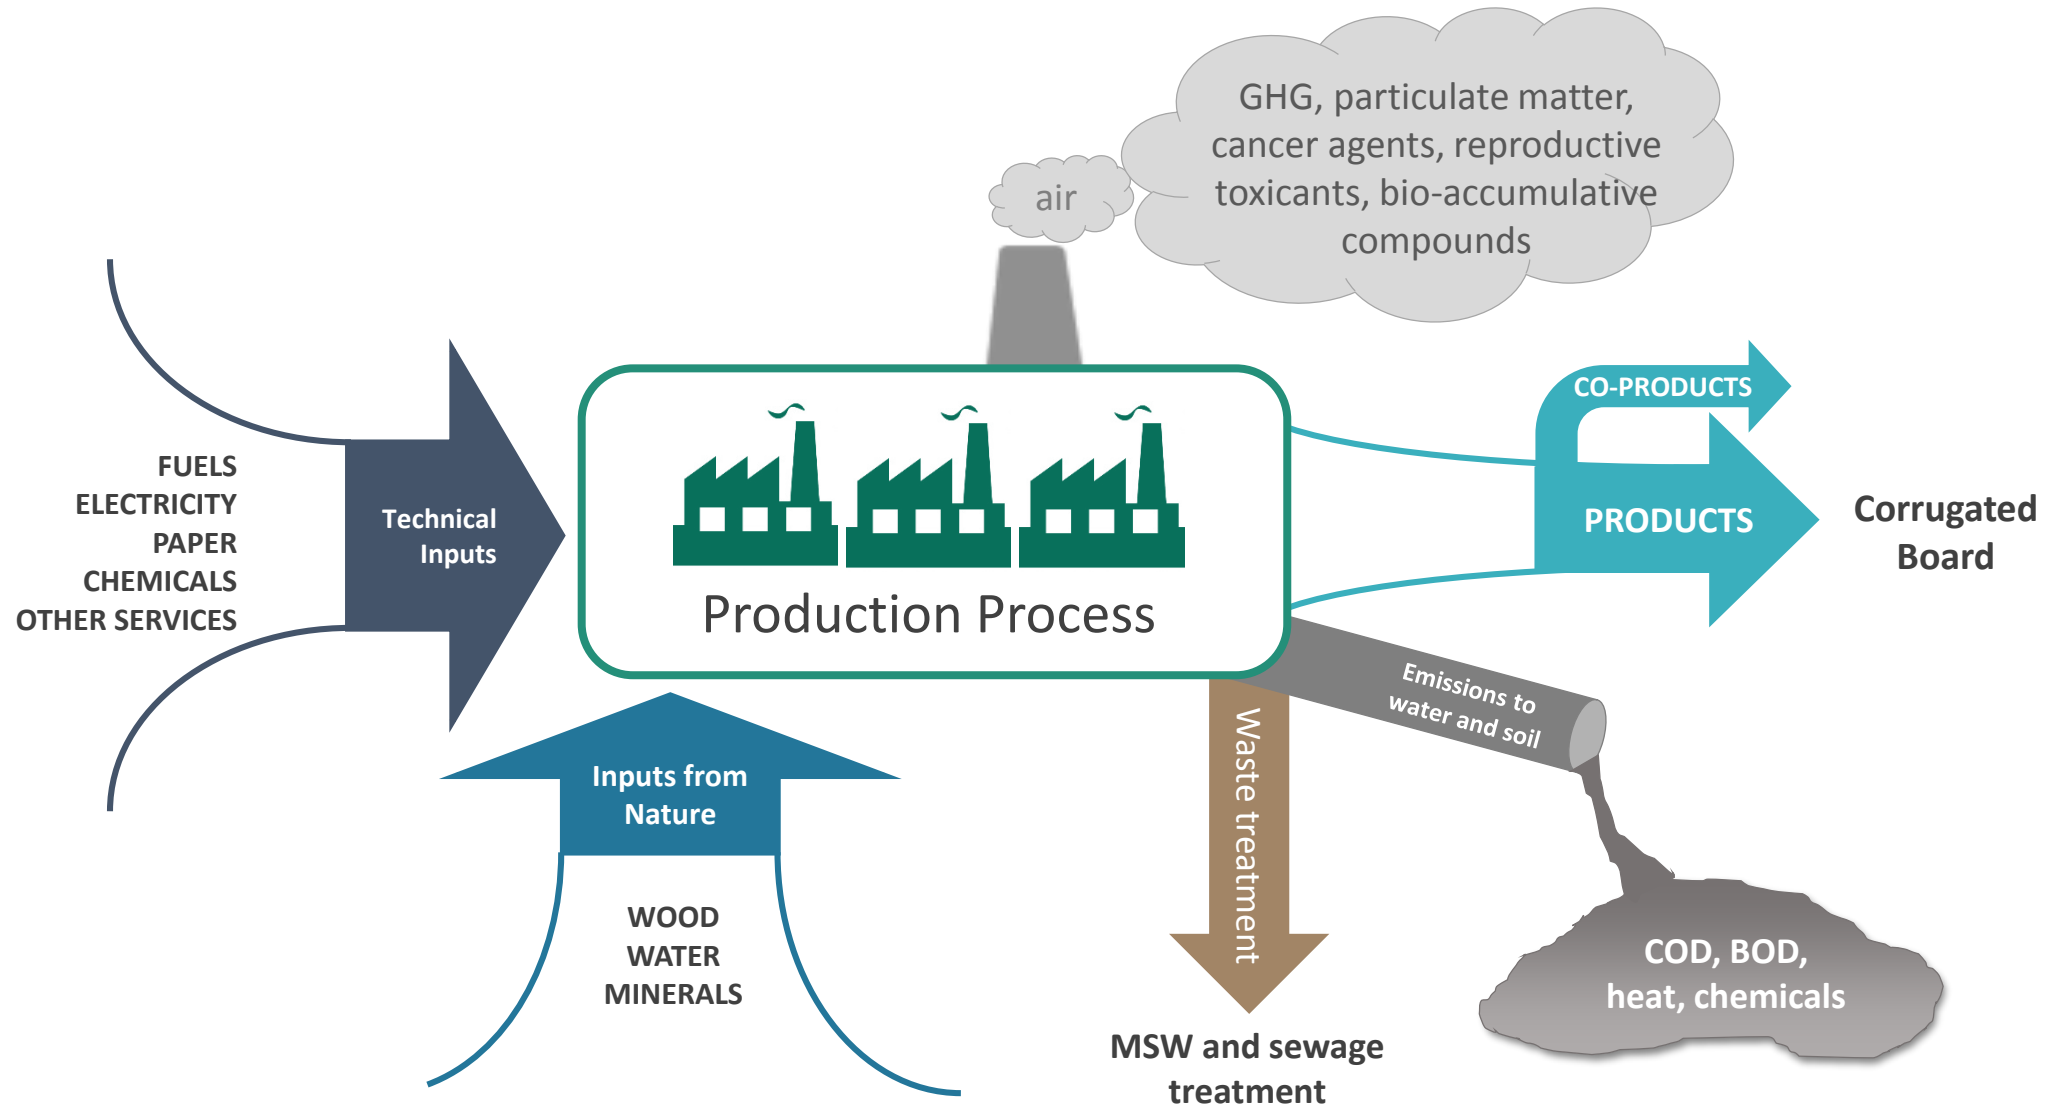 GHG, particulate matter,
cancer agents, reproductive
toxicants, bio-accumulative
compounds
air
FUELS
ELECTRICITY
PAPER
CHEMICALS
OTHER SERVICES
Technical
Inputs
Production Process
CO-PRODUCTS
PRODUCTS
Corrugated
Board
Emissions to
water and soil
Inputs from
Nature
WOOD
WATER
MINERALS
Waste treatment
MSW and sewage
treatment
COD, BOD,
heat, chemicals